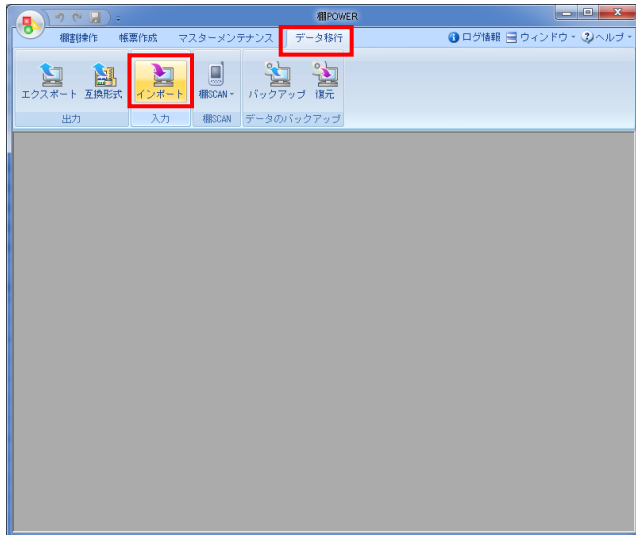 棚POWER
棚割操作 帳票作成 マスターメンテナンス データ移行 ログ情報 ウィンドウ ヘルプ
エクスポート 互換形式 インポート 棚SCAN バックアップ 復元
出力 入力 棚SCAN データのバックアップ